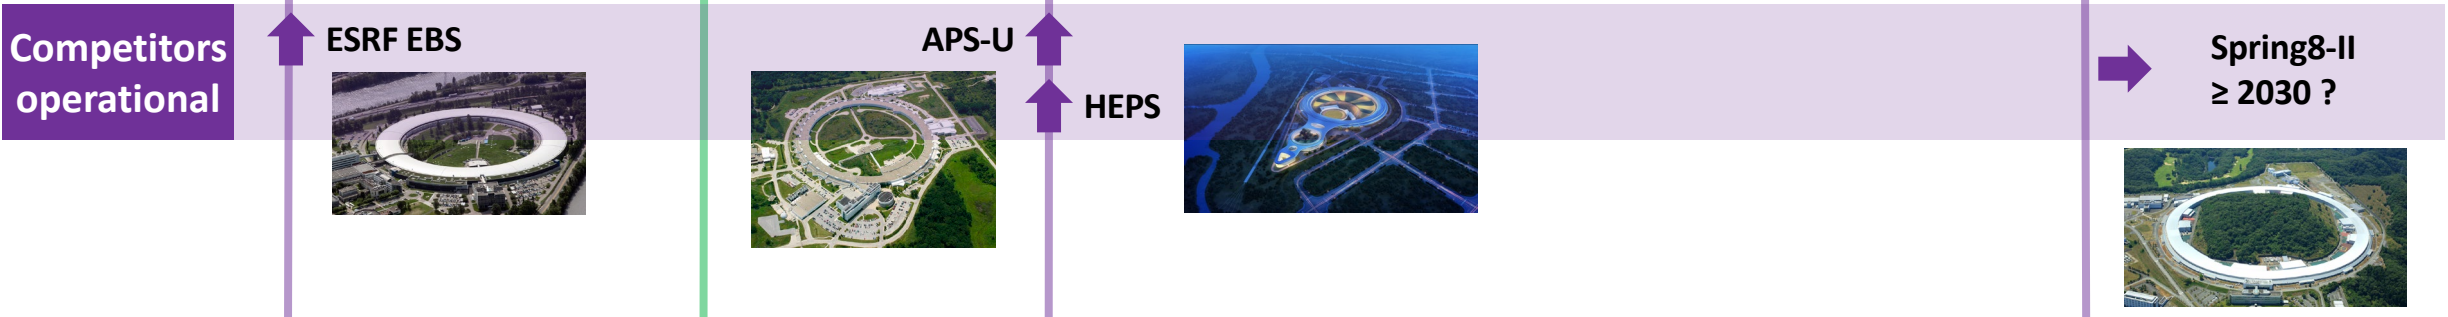 Competitors
operational
ESRF EBS
APS-U
HEPS
Spring8-II
≥ 2030 ?